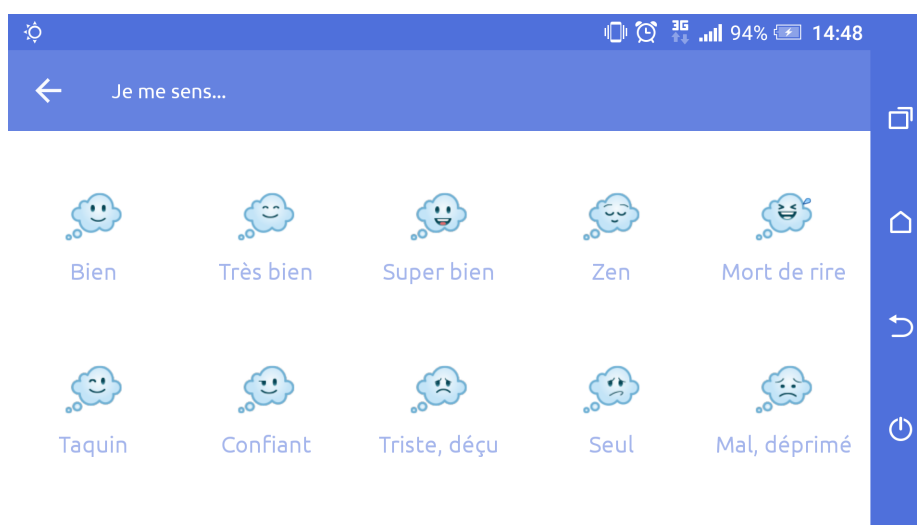 3G 94% 14:48
Je me sens...
Bien Très bien Super bien Zen Mort de rire
Taquin Confiant Triste, déçu Seul Mal, déprimé